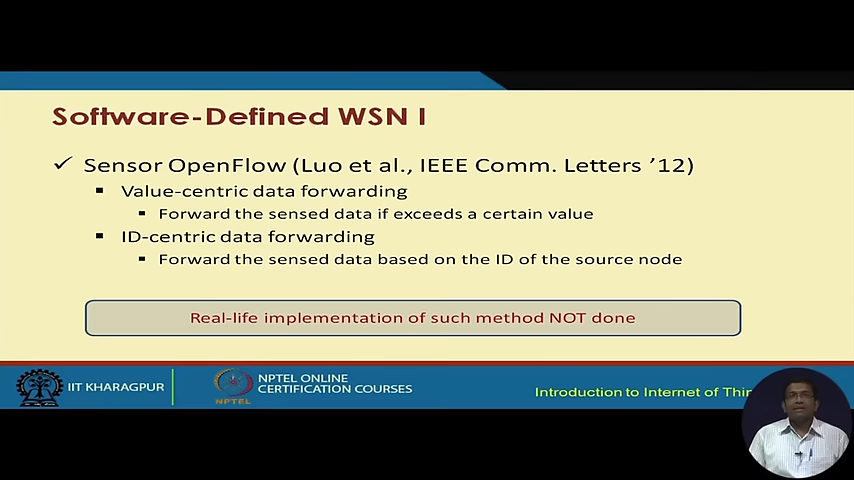 Software-Defined WSN I
✓ Sensor OpenFlow (Luo et al., IEEE Comm. Letters ’12)
▪ Value-centric data forwarding
▪ Forward the sensed data if exceeds a certain value
▪ ID-centric data forwarding
▪ Forward the sensed data based on the ID of the source node
Real-life implementation of such method NOT done
IIT KHARAGPUR
NPTEL
NPTEL ONLINE
CERTIFICATION COURSES
Introduction to Internet of